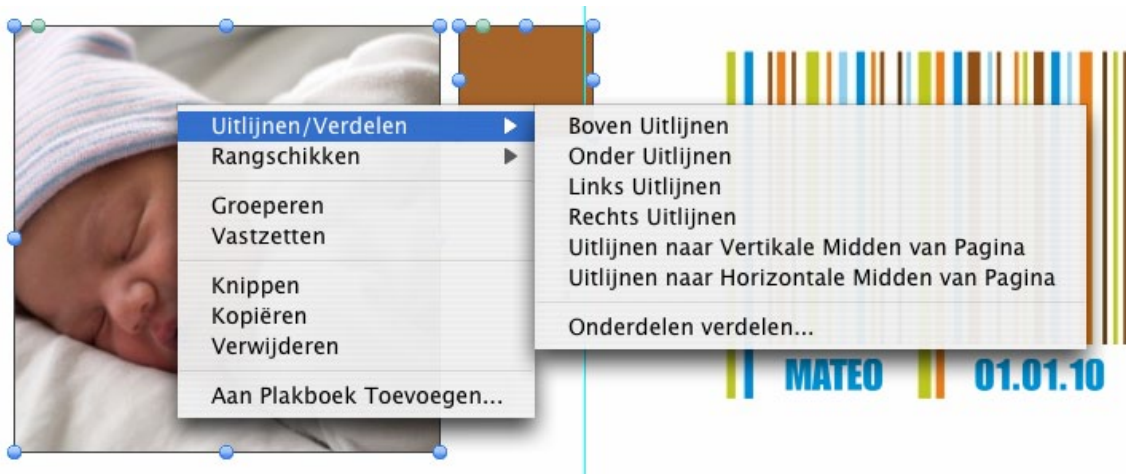 Uitlijnen/Verdelen
Rangschikken
Groeperen
Vastzetten
Knippen
Kopiëren
Verwijderen
Aan Plakboek Toevoegen...
Boven Uitlijnen
Onder Uitlijnen
Links Uitlijnen
Rechts Uitlijnen
Uitlijnen naar Vertikale Midden van Pagina
Uitlijnen naar Horizontale Midden van Pagina
Onderdelen verdelen...
MATEO 01.01.10